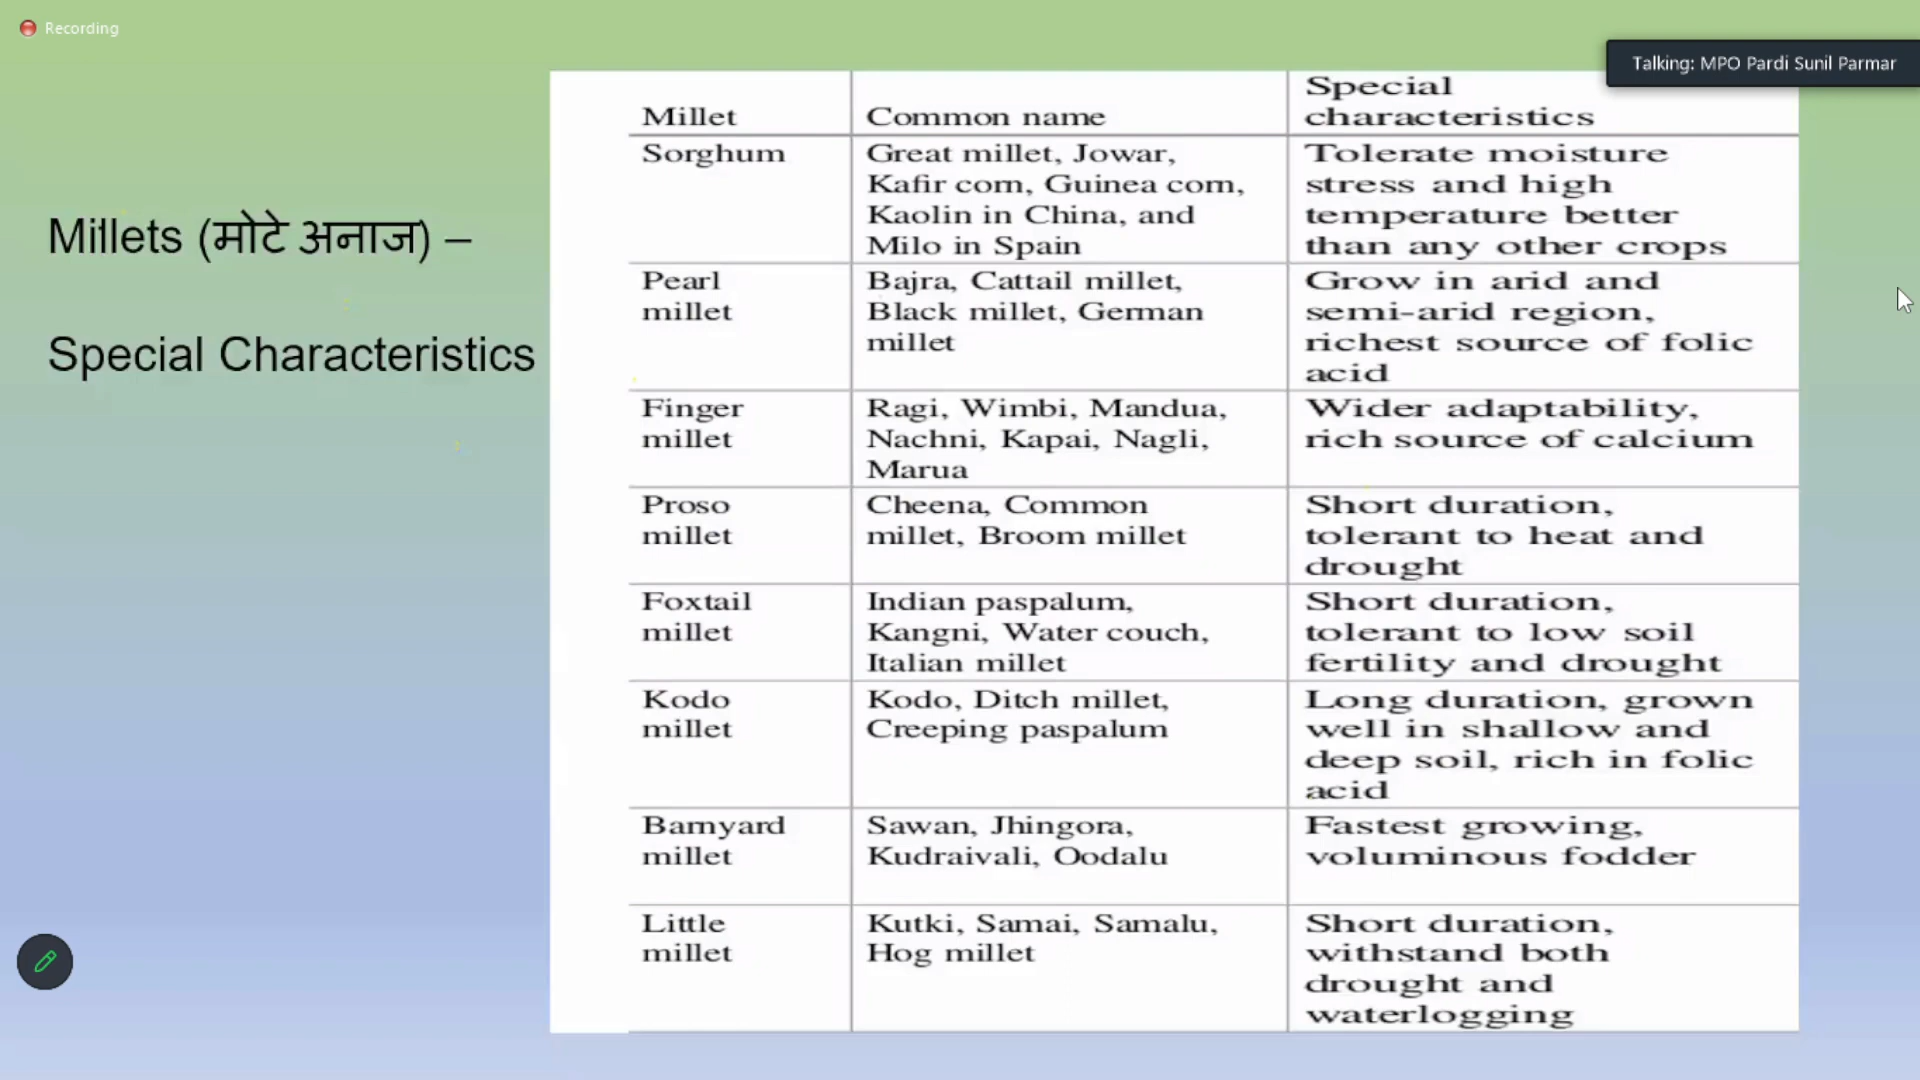 Recording
Talking: MPO Pardi Sunil Parmar
Millets (मोटे अनाज) –
Special Characteristics
Millet
Common name
Special
characteristics
Sorghum
Great millet, Jowar,
Kafir corn, Guinea corn,
Kaolin in China, and
Milo in Spain
Tolerate moisture
stress and high
temperature better
than any other crops
Pearl
millet
Bajra, Cattail millet,
Black millet, German
millet
Grow in arid and
semi-arid region,
richest source of folic
acid
Finger
millet
Ragi, Wimbi, Mandua,
Nachni, Kapai, Nagli,
Marua
Wider adaptability,
rich source of calcium
Proso
millet
Cheena, Common
millet, Broom millet
Short duration,
tolerant to heat and
drought
Foxtail
millet
Indian paspalum,
Kangni, Water couch,
Italian millet
Short duration,
tolerant to low soil
fertility and drought
Kodo
millet
Kodo, Ditch millet,
Creeping paspalum
Long duration, grown
well in shallow and
deep soil, rich in folic
acid
Barnyard
millet
Sawan, Jhingora,
Kudraivali, Oodalu
Fastest growing,
voluminous fodder
Little
millet
Kutki, Samai, Samalu,
Hog millet
Short duration,
withstand both
drought and
waterlogging